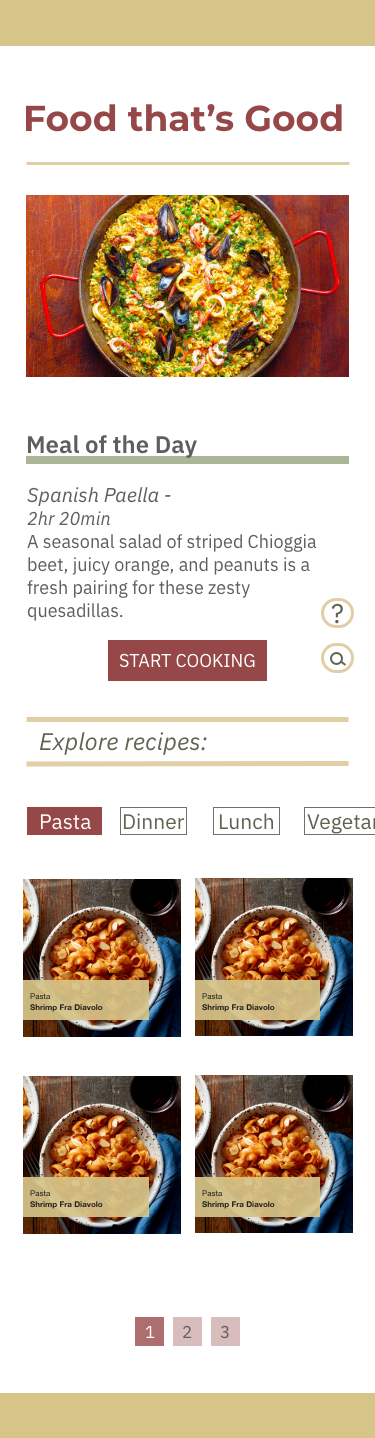 Food that’s Good
Meal of the Day
Spanish Paella -
2hr 20min
A seasonal salad of striped Chioggia
beet, juicy orange, and peanuts is a
fresh pairing for these zesty
quesadillas.
?
START COOKING
Explore recipes:
Pasta Dinner Lunch Vegetar
Pasta
Shrimp Fra Diavolo
Pasta
Shrimp Fra Diavolo
Pasta
Shrimp Fra Diavolo
Pasta
Shrimp Fra Diavolo
1 2 3